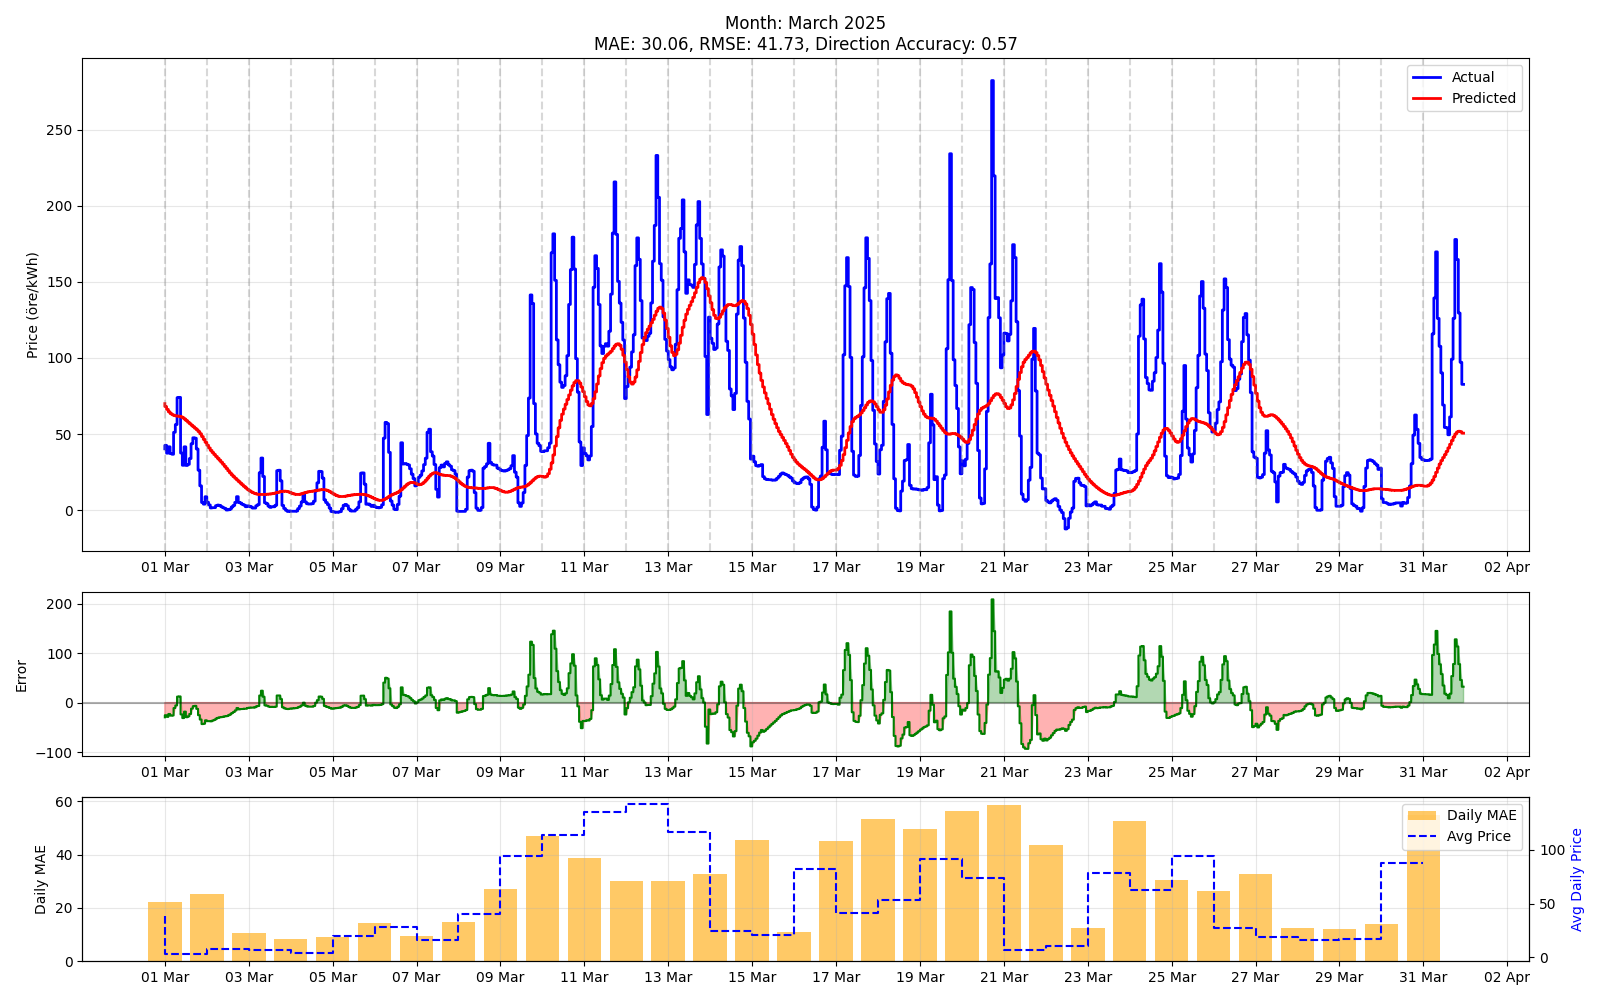 Month: March 2025
MAE: 30.06, RMSE: 41.73, Direction Accuracy: 0.57
Actual
Predicted
Price (öre/kWh)
250
200
150
100
50
0
01 Mar 03 Mar 05 Mar 07 Mar 09 Mar 11 Mar 13 Mar 15 Mar 17 Mar 19 Mar 21 Mar 23 Mar 25 Mar 27 Mar 29 Mar 31 Mar 02 Apr
Error
200
100
0
−100
01 Mar 03 Mar 05 Mar 07 Mar 09 Mar 11 Mar 13 Mar 15 Mar 17 Mar 19 Mar 21 Mar 23 Mar 25 Mar 27 Mar 29 Mar 31 Mar 02 Apr
Daily MAE
60
40
20
0
Daily MAE
Avg Price
100
50
0
Avg Daily Price
01 Mar 03 Mar 05 Mar 07 Mar 09 Mar 11 Mar 13 Mar 15 Mar 17 Mar 19 Mar 21 Mar 23 Mar 25 Mar 27 Mar 29 Mar 31 Mar 02 Apr